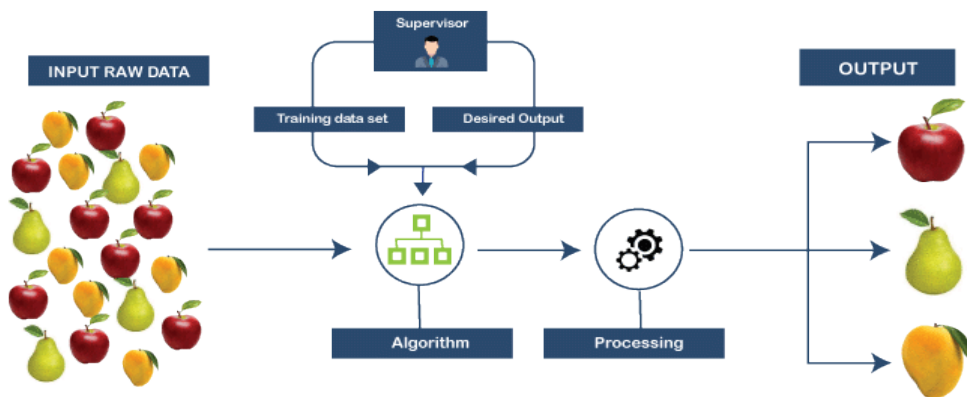 Supervisor
INPUT RAW DATA
OUTPUT
Training data set
Desired Output
Algorithm
Processing